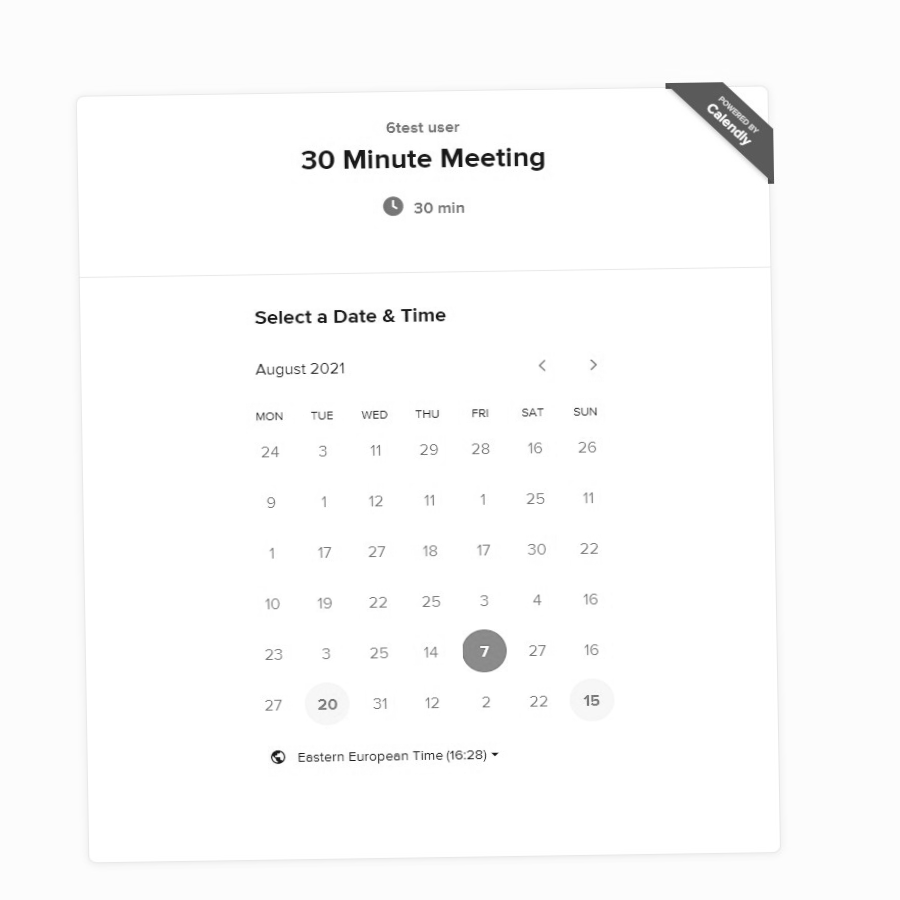 POWERED BY
Calendly
6test user
30 Minute Meeting
30 min
Select a Date & Time
August 2021
MON TUE WED THU FRI SAT SUN
24 3 11 29 28 16 26
9 1 12 11 1 25 11
1 17 27 18 17 30 22
10 19 22 25 3 4 16
23 3 25 14 7 27 16
27 20 31 12 2 22 15
Eastern European Time (16:28)